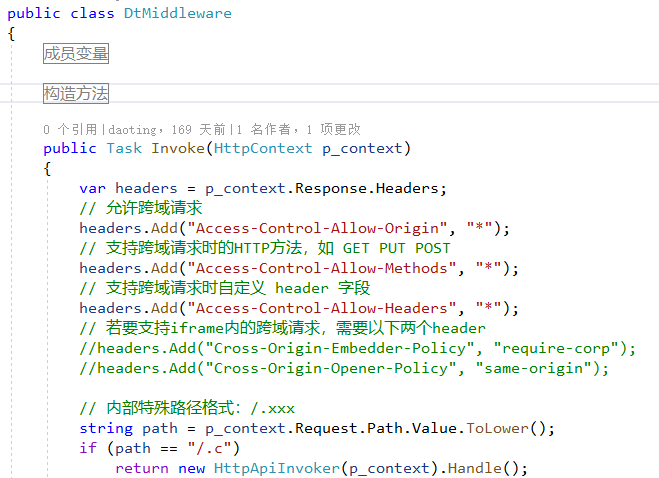 public class DtMiddleware
{
成员变量
构造方法
0 个引用|daoting，169 天前|1 名作者，1 项更改
public Task Invoke(HttpContext p_context)
{
var headers = p_context.Response.Headers;
// 允许跨域请求
headers.Add("Access-Control-Allow-Origin", "*");
// 支持跨域请求时的HTTP方法，如 GET PUT POST
headers.Add("Access-Control-Allow-Methods", "*");
// 支持跨域请求时自定义 header 字段
headers.Add("Access-Control-Allow-Headers", "*");
// 若要支持iframe内的跨域请求，需要以下两个header
//headers.Add("Cross-Origin-Embedder-Policy", "require-corp");
//headers.Add("Cross-Origin-Opener-Policy", "same-origin");
// 内部特殊路径格式：/.xxx
string path = p_context.Request.Path.Value.ToLower();
if (path == "/.c")
return new HttpApiInvoker(p_context).Handle();